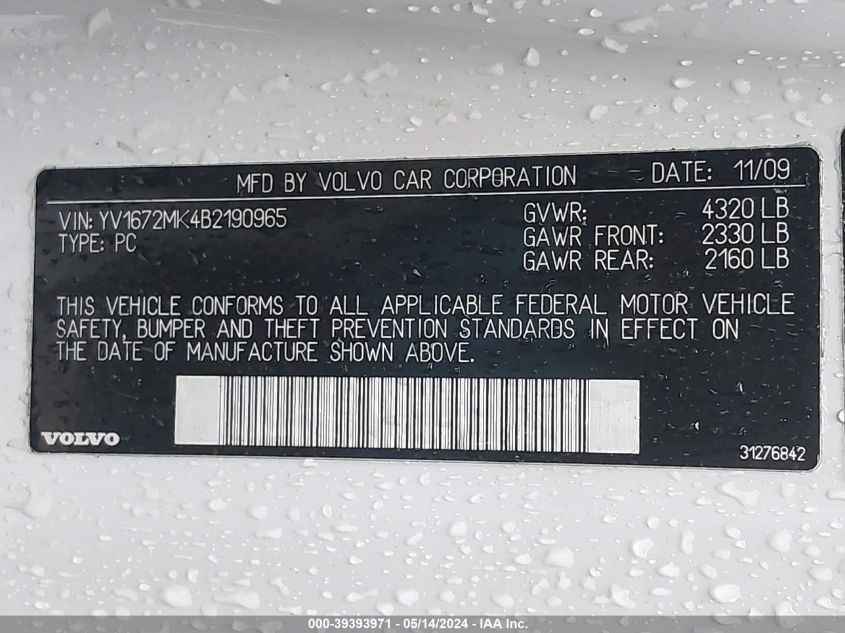 MFD BY VOLVO CAR CORPORATION DATE: 11/09
VIN: YV1672MK4B2190965 GVWR: 4320 LB
TYPE: PC GAWR FRONT: 2330 LB
GAWR REAR: 2160 LB
THIS VEHICLE CONFORMS TO ALL APPLICABLE FEDERAL MOTOR VEHICLE
SAFETY, BUMPER AND THEFT PREVENTION STANDARDS IN EFFECT ON
THE DATE OF MANUFACTURE SHOWN ABOVE.
VOLVO 31276842
000-39393971 - 05/14/2024 - IAA Inc.